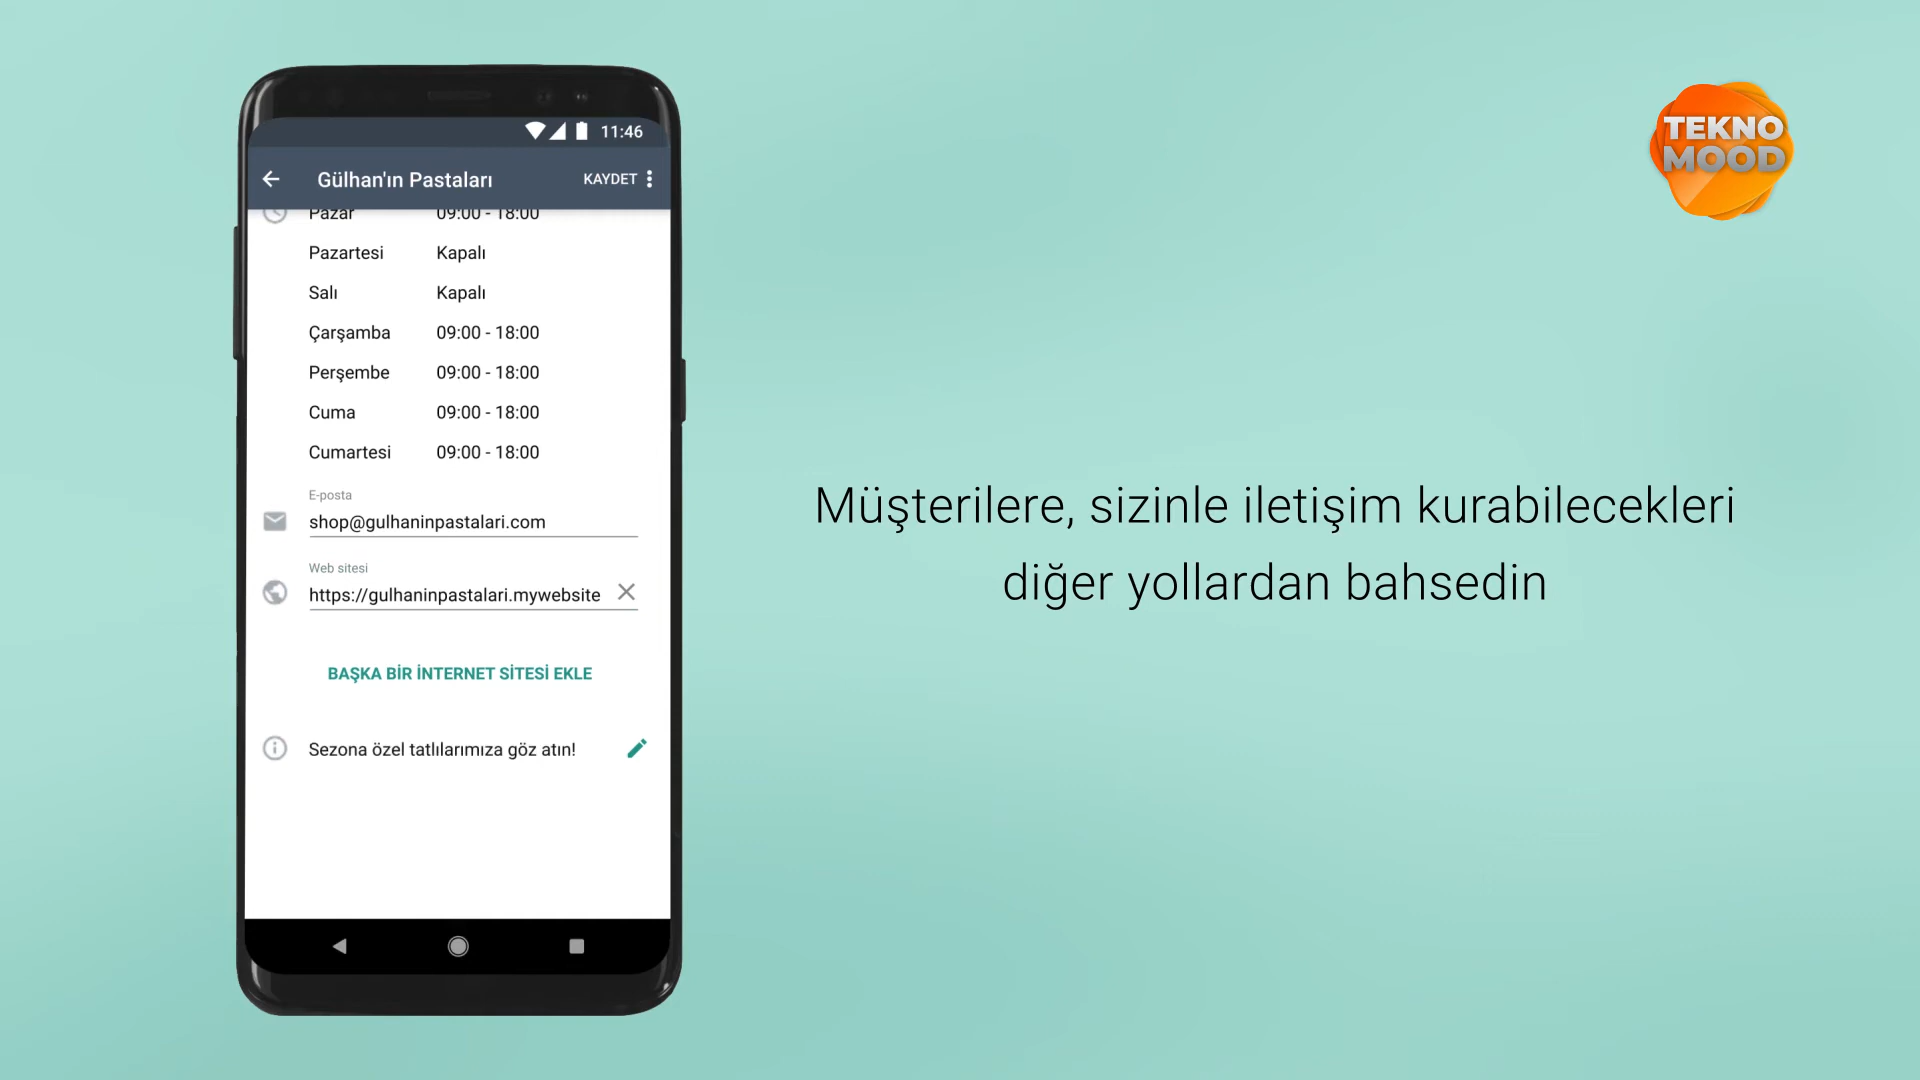 11:46
Gülhan'ın Pastaları KAYDET
Pazar 09:00 - 18:00
Pazartesi Kapalı
Salı Kapalı
Çarşamba 09:00 - 18:00
Perşembe 09:00 - 18:00
Cuma 09:00 - 18:00
Cumartesi 09:00 - 18:00
E-posta
shop@gulhaninpastalari.com
Web sitesi
https://gulhaninpastalari.mywebsite
BAŞKA BİR İNTERNET SİTESİ EKLE
Sezona özel tatlılarımıza göz atın!
TEKNO
MOOD
Müşterilere, sizinle iletişim kurabilecekleri
diğer yollardan bahsedin